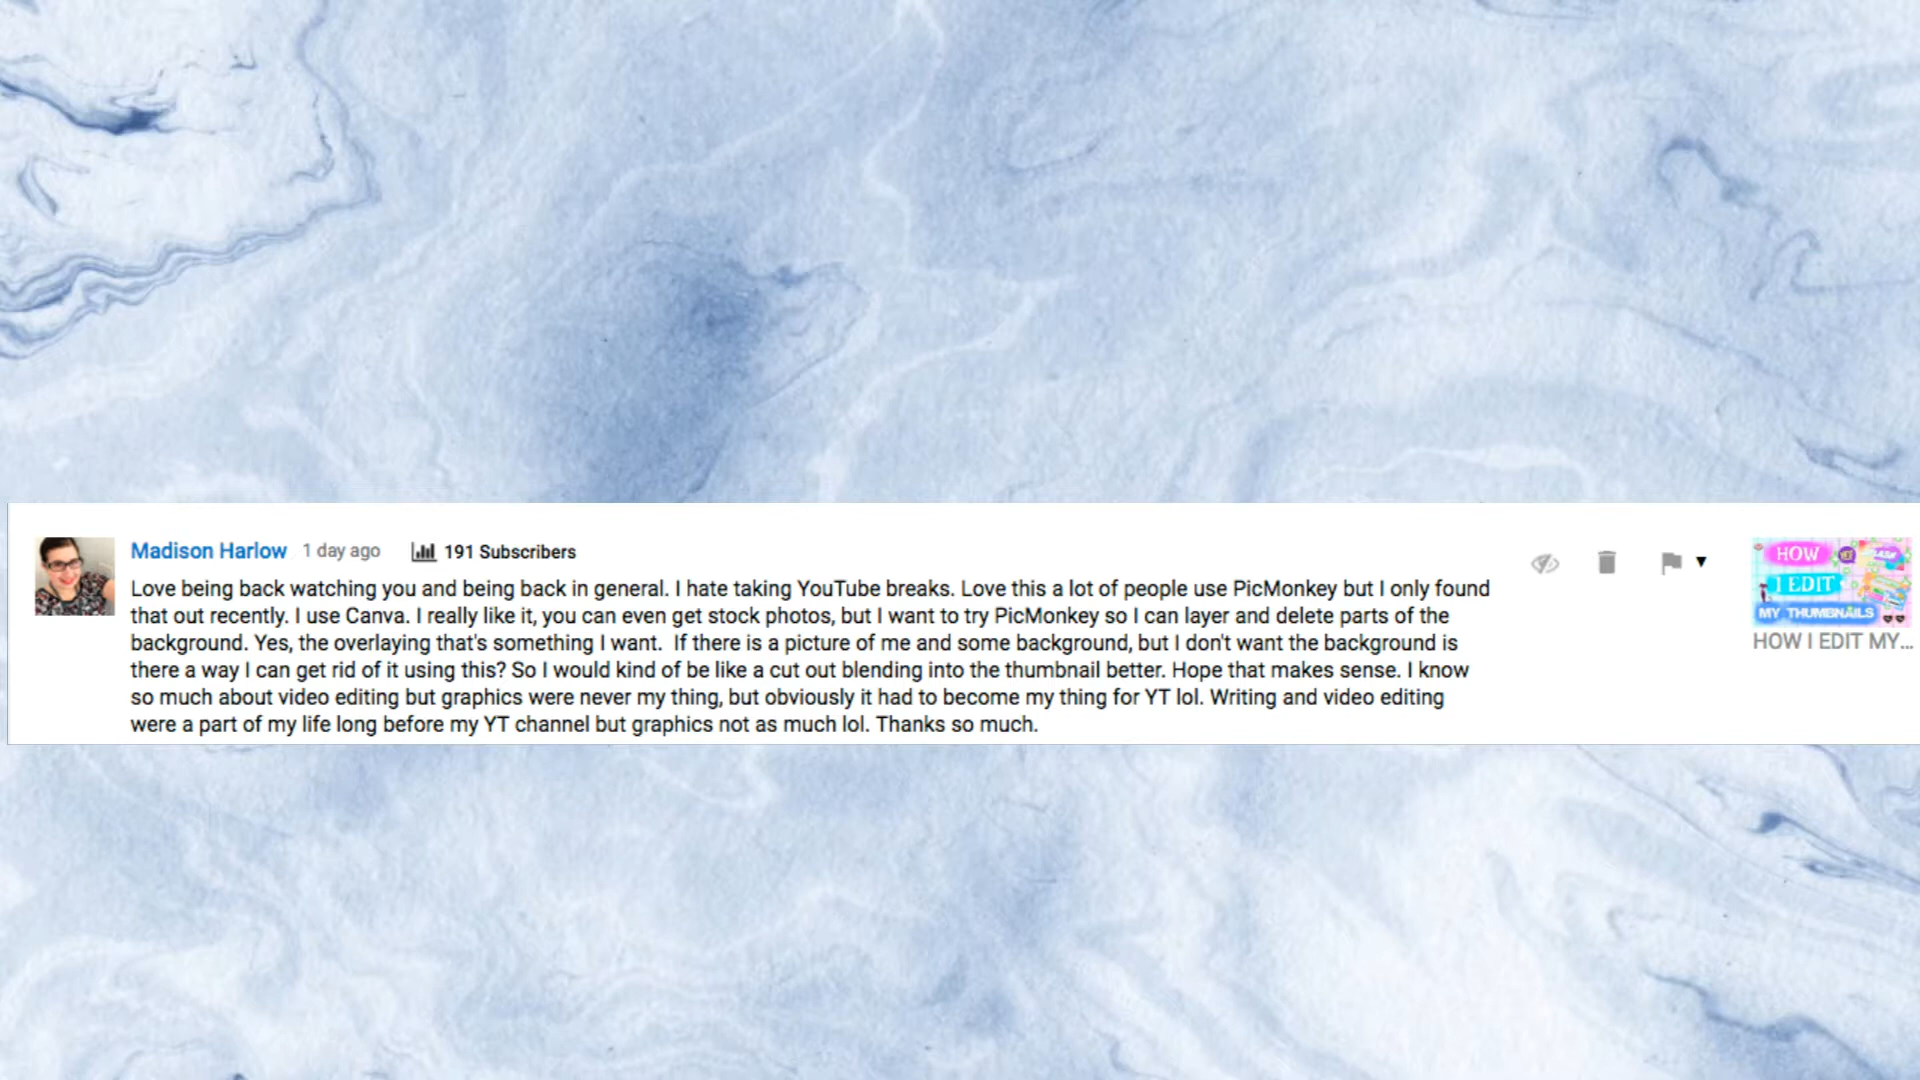 Madison Harlow 1 day ago 191 Subscribers
Love being back watching you and being back in general. I hate taking YouTube breaks. Love this a lot of people use PicMonkey but I only found
that out recently. I use Canva. I really like it, you can even get stock photos, but I want to try PicMonkey so I can layer and delete parts of the
background. Yes, the overlaying that's something I want.  If there is a picture of me and some background, but I don't want the background is
there a way I can get rid of it using this? So I would kind of be like a cut out blending into the thumbnail better. Hope that makes sense. I know
so much about video editing but graphics were never my thing, but obviously it had to become my thing for YT lol. Writing and video editing
were a part of my life long before my YT channel but graphics not as much lol. Thanks so much.
HOW
I EDIT
MY THUMBNAILS
HOW I EDIT MY...